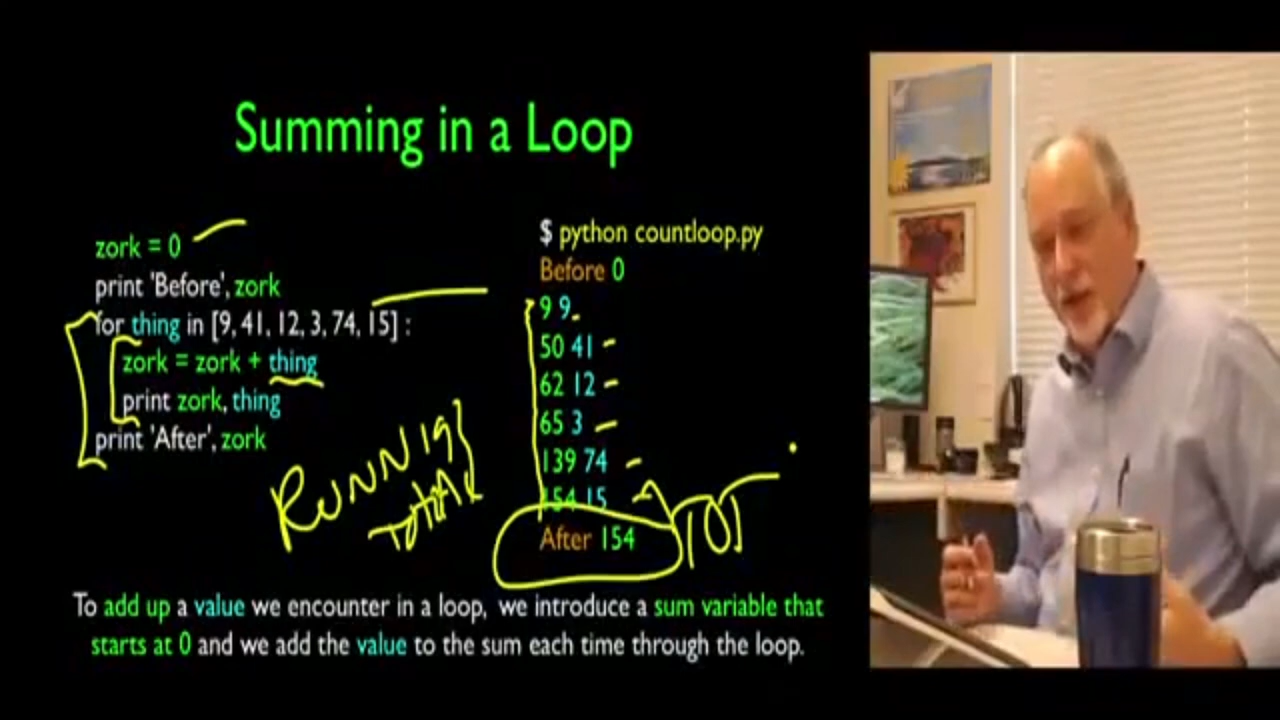 Summing in a Loop
zork = 0
print 'Before', zork
for thing in [9, 41, 12, 3, 74, 15] :
zork = zork + thing
print zork, thing
print 'After', zork
$ python countloop.py
Before 0
9 9
50 41
62 12
65 3
139 74
154 15
After 154
RUNNING
TOTAL
TOT
To add up a value we encounter in a loop, we introduce a sum variable that
starts at 0 and we add the value to the sum each time through the loop.